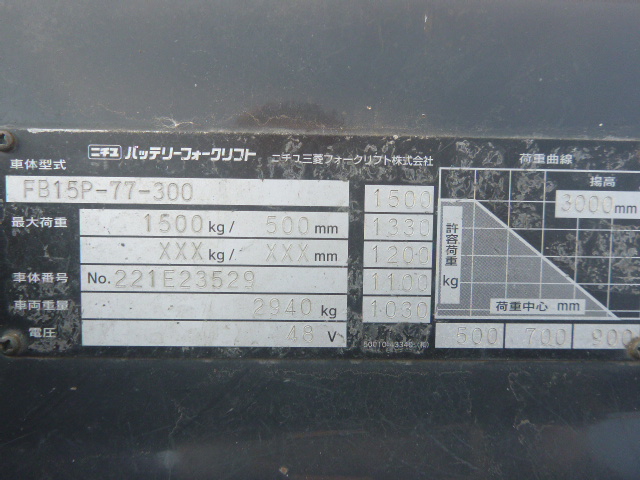 ニチユ バッテリーフォークリフト ニチユ三菱フォークリフト株式会社
車体型式 FB15P-77-300
最大荷重 1500kg/ 500mm
XXXkg/ XXXmm
車体番号 No.221E23529
車両重量 2940kg
電圧 48V
1500
1330
1200
1100
1030
荷重曲線
揚高
3000mm
許容荷重 kg
荷重中心 mm
500 700 900